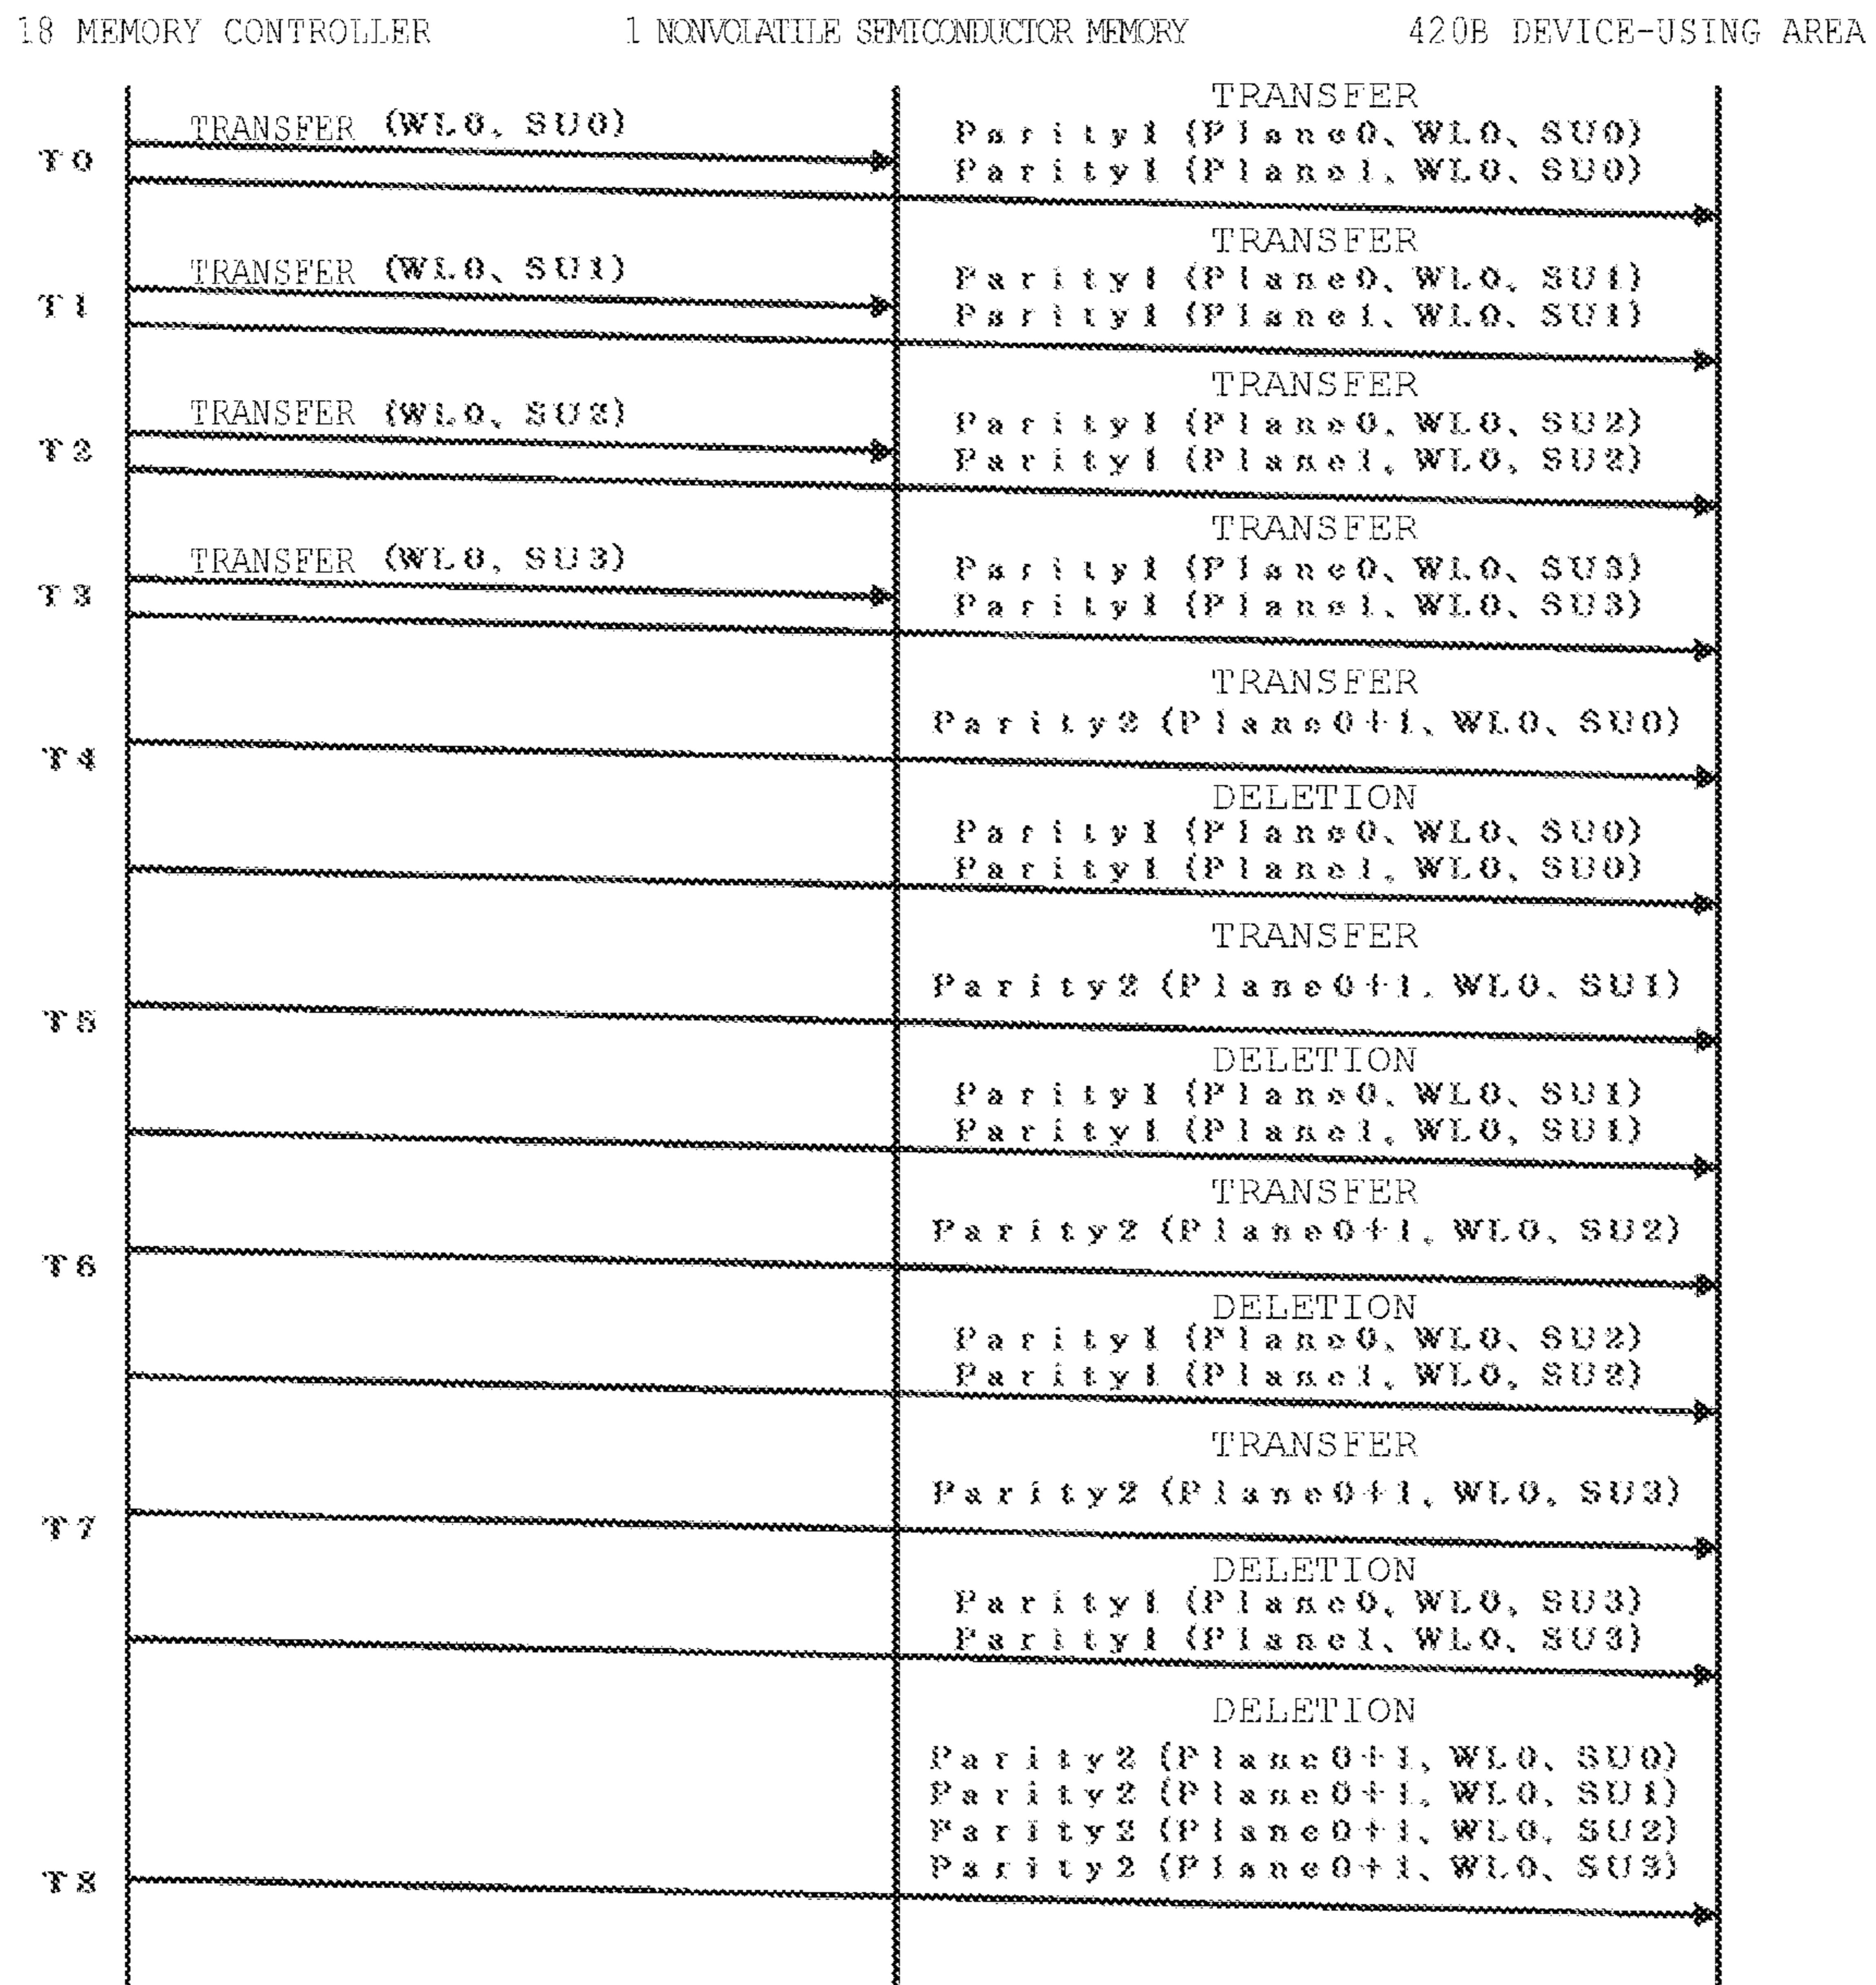 18 MEMORY CONTROLLER 1 NONVOLATILE SEMICONDUCTOR MEMORY 420B DEVICE-USING AREA
TRANSFER
TRANSFER (WL0, SU0)
Parity1 (Plane0, WL0, SU0)
T0
Parity1 (Plane1, WL0, SU0)
TRANSFER
TRANSFER (WL0, SU1)
Parity1 (Plane0, WL0, SU1)
T1
Parity1 (Plane1, WL0, SU1)
TRANSFER
TRANSFER (WL0, SU2)
Parity1 (Plane0, WL0, SU2)
T2
Parity1 (Plane1, WL0, SU2)
TRANSFER
TRANSFER (WL0, SU3)
Parity1 (Plane0, WL0, SU3)
T3
Parity1 (Plane1, WL0, SU3)
TRANSFER
Parity2 (Plane0+1, WL0, SU0)
T4
DELETION
Parity1 (Plane0, WL0, SU0)
Parity1 (Plane1, WL0, SU0)
TRANSFER
Parity2 (Plane0+1, WL0, SU1)
T5
DELETION
Parity1 (Plane0, WL0, SU1)
Parity1 (Plane1, WL0, SU1)
TRANSFER
Parity2 (Plane0+1, WL0, SU2)
T6
DELETION
Parity1 (Plane0, WL0, SU2)
Parity1 (Plane1, WL0, SU2)
TRANSFER
Parity2 (Plane0+1, WL0, SU3)
T7
DELETION
Parity1 (Plane0, WL0, SU3)
Parity1 (Plane1, WL0, SU3)
DELETION
Parity2 (Plane0+1, WL0, SU0)
Parity2 (Plane0+1, WL0, SU1)
Parity2 (Plane0+1, WL0, SU2)
Parity2 (Plane0+1, WL0, SU3)
T8